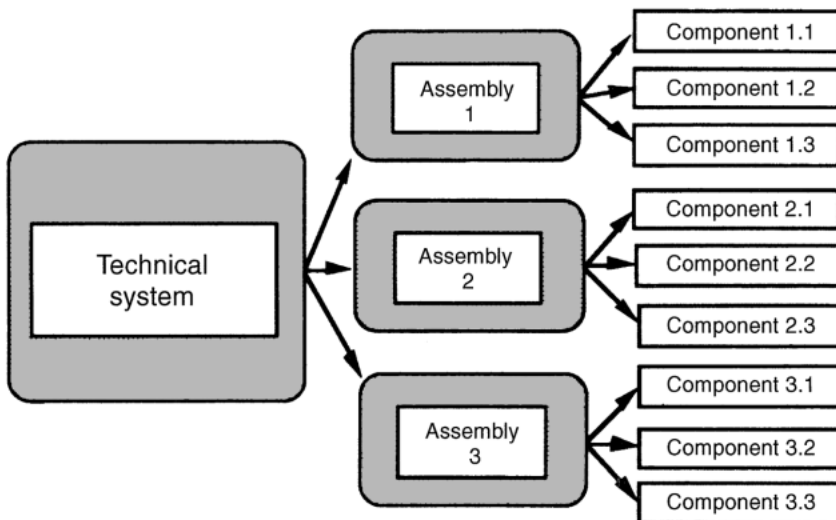 Technical
system
Assembly
1
Component 1.1
Component 1.2
Component 1.3
Assembly
2
Component 2.1
Component 2.2
Component 2.3
Assembly
3
Component 3.1
Component 3.2
Component 3.3